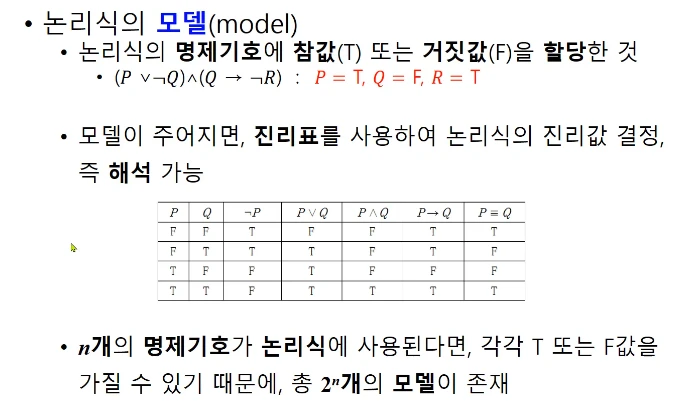 • 논리식의 모델(model)
• 논리식의 명제기호에 참값(T) 또는 거짓값(F)을 할당한 것
• (P ∨¬Q)∧(Q → ¬R) : P = T, Q = F, R = T
• 모델이 주어지면, 진리표를 사용하여 논리식의 진리값 결정,
즉 해석 가능
P Q ¬P P∨Q P∧Q P→Q P≡Q
F F T F F T T
F T T T F T F
T F F T F F F
T T F T T T T
• n개의 명제기호가 논리식에 사용된다면, 각각 T 또는 F값을
가질 수 있기 때문에, 총 2ⁿ개의 모델이 존재